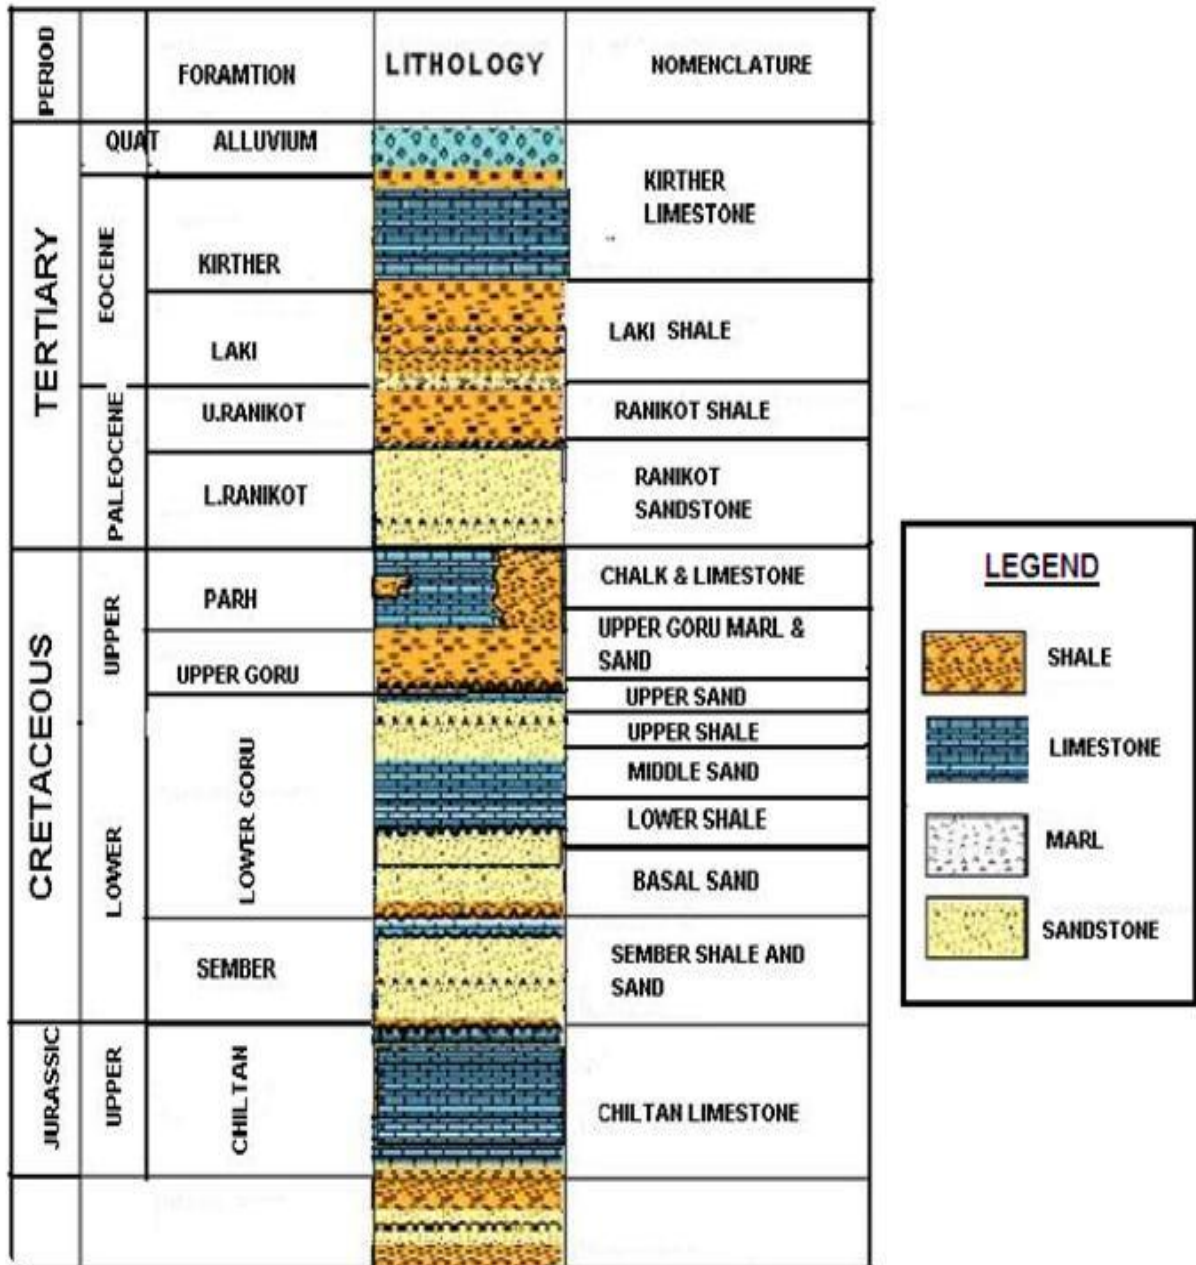 PERIOD
FORAMTION
LITHOLOGY
NOMENCLATURE
TERTIARY
QUAT
ALLUVIUM
KIRTHER
LIMESTONE
EOCENE
KIRTHER
LAKI
LAKI SHALE
PALEOCENE
U.RANIKOT
RANIKOT SHALE
L.RANIKOT
RANIKOT
SANDSTONE
CRETACEOUS
UPPER
PARH
CHALK & LIMESTONE
UPPER GORU
UPPER GORU MARL &
SAND
LOWER
LOWER GORU
UPPER SAND
UPPER SHALE
MIDDLE SAND
LOWER SHALE
BASAL SAND
SEMBER
SEMBER SHALE AND
SAND
JURASSIC
UPPER
CHILTAN
CHILTAN LIMESTONE
LEGEND
SHALE
LIMESTONE
MARL
SANDSTONE